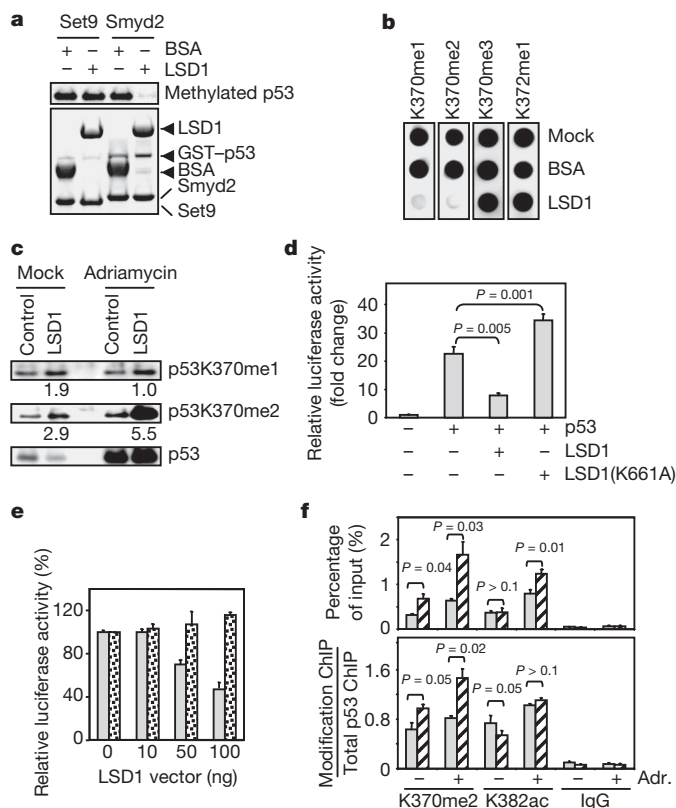 a
Set9 Smyd2
+ − + − BSA
− + − + LSD1
Methylated p53
LSD1
GST–p53
BSA
Smyd2
Set9
b
K370me1
K370me2
K370me3
K372me1
Mock
BSA
LSD1
c
Mock Adriamycin
Control
LSD1
Control
LSD1
p53K370me1
1.9 1.0
p53K370me2
2.9 5.5
p53
d
Relative luciferase activity
(fold change)
40
30
20
10
0
P = 0.001
P = 0.005
− + + + p53
− − + − LSD1
− − − + LSD1(K661A)
e
Relative luciferase activity (%)
120
80
40
0
0 10 50 100
LSD1 vector (ng)
f
Percentage
of input (%)
2
1
0
P = 0.04
P = 0.03
P > 0.1
P = 0.01
Modification ChIP
Total p53 ChIP
1.6
0.8
0
P = 0.05
P = 0.02
P = 0.05
P > 0.1
− + − + − + Adr.
K370me2 K382ac IgG